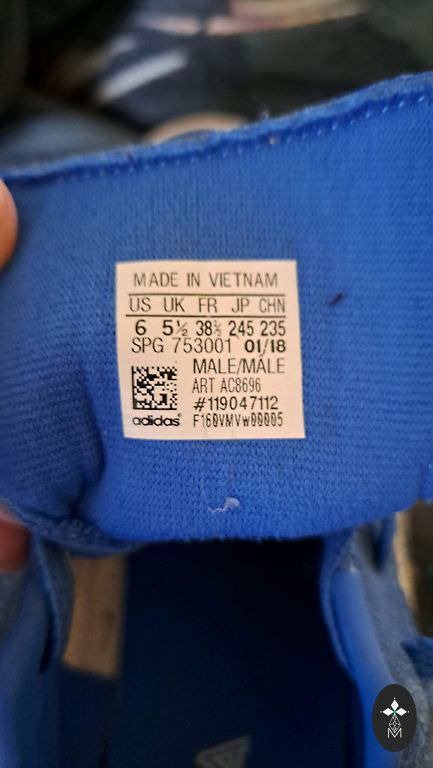 MADE IN VIETNAM
US UK FR JP CHN
6 5½ 38⅔ 245 235
SPG 753001 01/18
MALE/MALE
ART AC8696
#119047112
adidas® F160VMVw00005
M